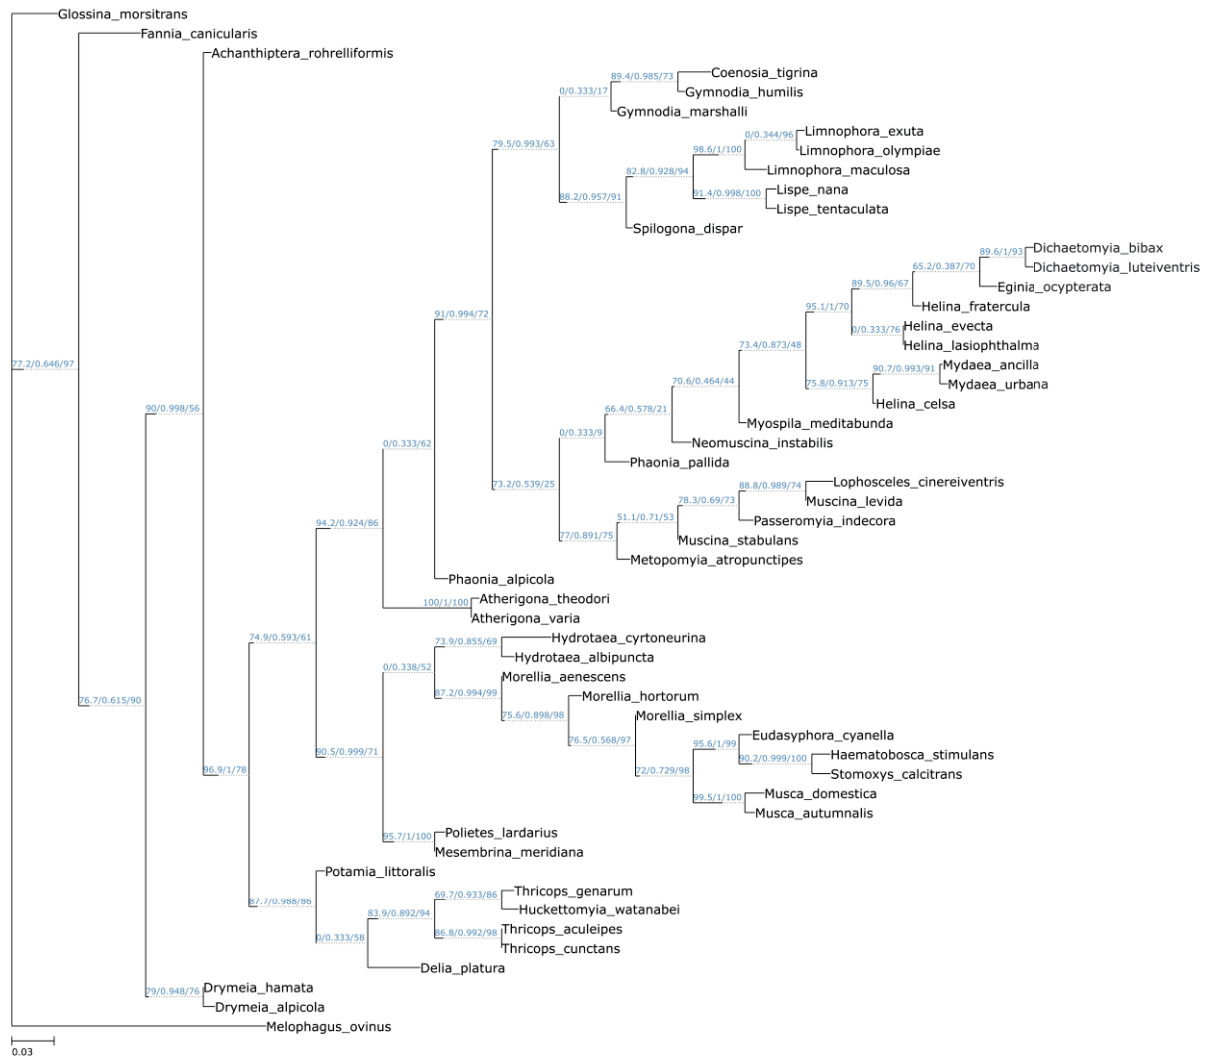 Glossina_morsitrans
Fannia_canicularis
Achanthiptera_rohrelliformis
Coenosia_tigrina
89.4/0.985/73
Gymnodia_humilis
0/0.333/17
Gymnodia_marshalli
Limnophora_exuta
0/0.344/96
79.5/0.993/63
98.6/1/100
Limnophora_olympiae
82.8/0.928/94
Limnophora_maculosa
88.2/0.957/91
91.4/0.998/100
Lispe_nana
Lispe_tentaculata
Spilogona_dispar
Dichaetomyia_bibax
89.6/1/93
65.2/0.387/70
Dichaetomyia_luteiventris
89.5/0.96/67
Eginia_ocypterata
95.1/1/70
Helina_fratercula
91/0.994/72
0/0.333/76
Helina_evecta
73.4/0.873/48
Helina_lasiophthalma
77.2/0.646/97
90.7/0.993/91
Mydaea_ancilla
70.6/0.464/44
75.8/0.913/75
Mydaea_urbana
90/0.998/56
66.4/0.578/21
Helina_celsa
Myospila_meditabunda
0/0.333/62
0/0.333/9
Neomuscina_instabilis
Phaonia_pallida
73.2/0.539/25
88.8/0.989/74
Lophosceles_cinereiventris
78.3/0.69/73
Muscina_levida
94.2/0.924/86
51.1/0.71/53
Passeromyia_indecora
77/0.891/75
Muscina_stabulans
Metopomyia_atropunctipes
Phaonia_alpicola
100/1/100
Atherigona_theodori
Atherigona_varia
74.9/0.593/61
73.9/0.855/69
Hydrotaea_cyrtoneurina
0/0.338/52
Hydrotaea_albipuncta
87.2/0.994/99
Morellia_aenescens
76.7/0.615/90
75.6/0.898/98
Morellia_hortorum
76.5/0.568/97
Morellia_simplex
90.5/0.999/71
95.6/1/99
Eudasyphora_cyanella
90.2/0.999/100
Haematobosca_stimulans
96.9/1/78
72/0.729/98
Stomoxys_calcitrans
99.5/1/100
Musca_domestica
Musca_autumnalis
95.7/1/100
Polietes_lardarius
Mesembrina_meridiana
87.7/0.988/86
Potamia_littoralis
69.7/0.933/86
Thricops_genarum
83.9/0.892/94
Huckettomyia_watanabei
0/0.333/58
86.8/0.992/98
Thricops_aculeipes
Thricops_cunctans
Delia_platura
79/0.948/76
Drymeia_hamata
Drymeia_alpicola
Melophagus_ovinus
0.03